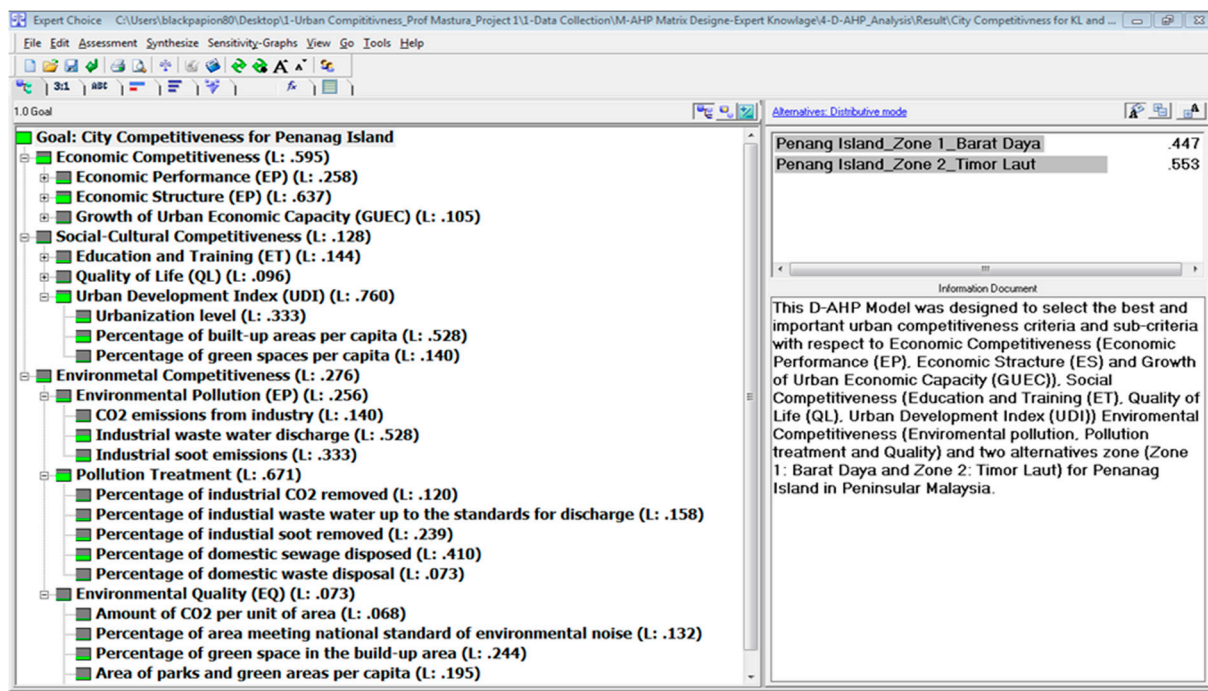 Expert Choice C:\Users\blackpapion80\Desktop\1-Urban Compititivness_Prof Mastura_Project 1\1-Data Collection\M-AHP Matrix Designe-Expert Knowlage\4-D-AHP_Analysis\Result\City Competitivness for KL and ...
File Edit Assessment Synthesize Sensitivity-Graphs View Go Tools Help
3:1 ABC
1.0 Goal
Goal: City Competitiveness for Penanag Island
Economic Competitiveness (L: .595)
Economic Performance (EP) (L: .258)
Economic Structure (EP) (L: .637)
Growth of Urban Economic Capacity (GUEC) (L: .105)
Social-Cultural Competitiveness (L: .128)
Education and Training (ET) (L: .144)
Quality of Life (QL) (L: .096)
Urban Development Index (UDI) (L: .760)
Urbanization level (L: .333)
Percentage of built-up areas per capita (L: .528)
Percentage of green spaces per capita (L: .140)
Environmetal Competitiveness (L: .276)
Environmental Pollution (EP) (L: .256)
CO2 emissions from industry (L: .140)
Industrial waste water discharge (L: .528)
Industrial soot emissions (L: .333)
Pollution Treatment (L: .671)
Percentage of industrial CO2 removed (L: .120)
Percentage of indutstrial waste water up to the standards for discharge (L: .158)
Percentage of industial soot removed (L: .239)
Percentage of domestic sewage disposed (L: .410)
Percentage of domestic waste disposal (L: .073)
Environmental Quality (EQ) (L: .073)
Amount of CO2 per unit of area (L: .068)
Percentage of area meeting national standard of environmental noise (L: .132)
Percentage of green space in the build-up area (L: .244)
Area of parks and green areas per capita (L: .195)
Alternatives: Distributive mode
Penang Island_Zone 1_Barat Daya .447
Penang Island_Zone 2_Timor Laut .553
Information Document
This D-AHP Model was designed to select the best and
important urban competitiveness criteria and sub-criteria
with respect to Economic Competitiveness (Economic
Performance (EP), Economic Stracture (ES) and Growth
of Urban Economic Capacity (GUEC)), Social
Competitiveness (Education and Training (ET), Quality of
Life (QL), Urban Development Index (UDI)) Enviromental
Competitiveness (Enviromental pollution, Pollution
treatment and Quality) and two alternatives zone (Zone
1: Barat Daya and Zone 2: Timor Laut) for Penanag
Island in Peninsular Malaysia.